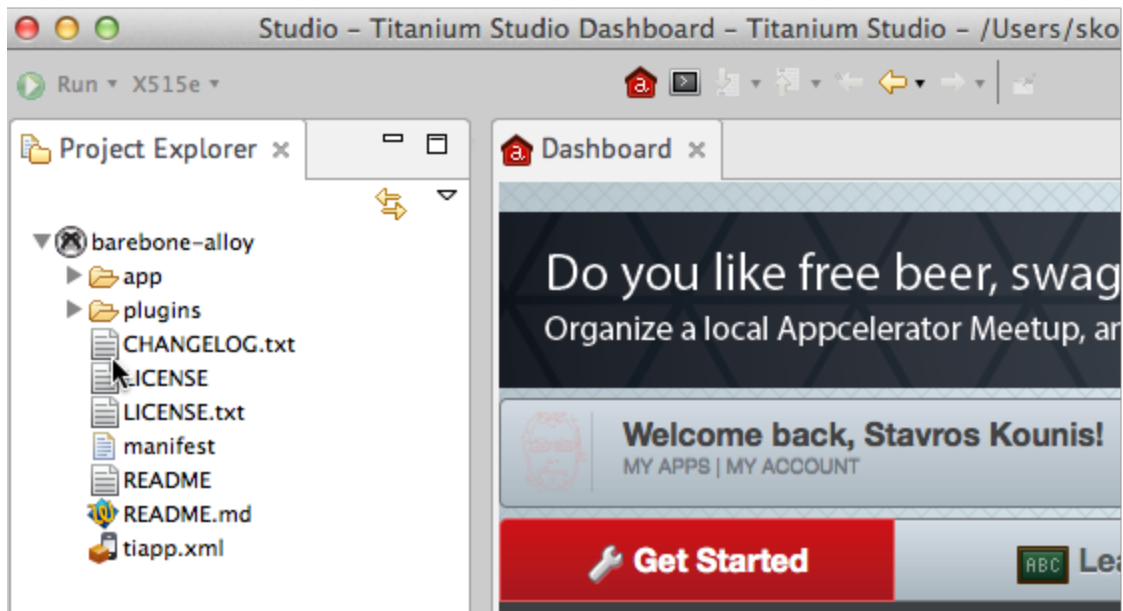 Studio – Titanium Studio Dashboard – Titanium Studio – /Users/sko
Run X515e
Project Explorer
Dashboard
barebone-alloy
app
plugins
CHANGELOG.txt
LICENSE
LICENSE.txt
manifest
README
README.md
tiapp.xml
Do you like free beer, swag
Organize a local Appcelerator Meetup, an
Welcome back, Stavros Kounis!
MY APPS | MY ACCOUNT
Get Started
ABC Lea